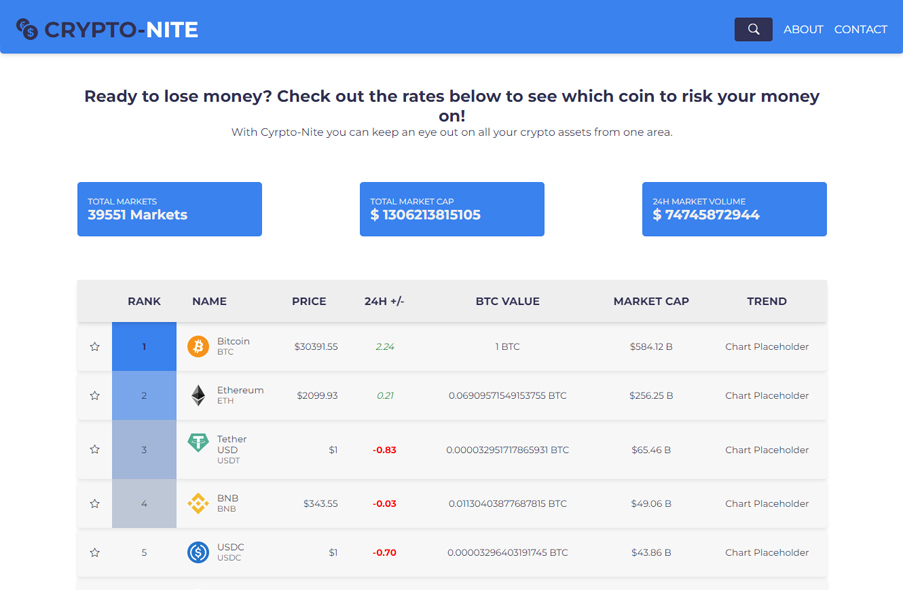 CRYPTO-NITE
ABOUT CONTACT
Ready to lose money? Check out the rates below to see which coin to risk your money
on!
With Cyrpto-Nite you can keep an eye out on all your crypto assets from one area.
TOTAL MARKETS
39551 Markets
TOTAL MARKET CAP
$ 1306213815105
24H MARKET VOLUME
$ 74745872944
RANK NAME PRICE 24H +/- BTC VALUE MARKET CAP TREND
1 Bitcoin $30391.55 2.24 1 BTC $584.12 B Chart Placeholder
BTC
2 Ethereum $2099.93 0.21 0.06909571549153755 BTC $256.25 B Chart Placeholder
ETH
Tether
3 USD $1 -0.83 0.000032951717865931 BTC $65.46 B Chart Placeholder
USDT
4 BNB $343.55 -0.03 0.01130403877687815 BTC $49.06 B Chart Placeholder
BNB
5 USDC $1 -0.70 0.00003296403191745 BTC $43.86 B Chart Placeholder
USDC